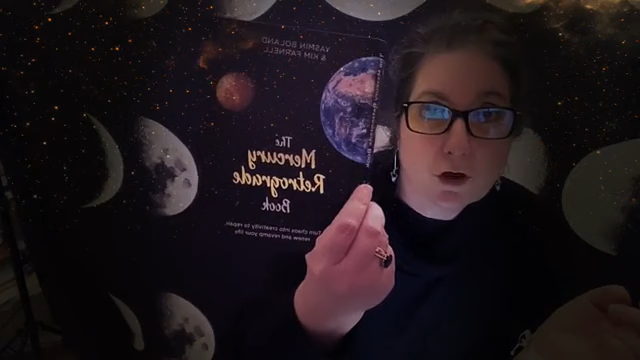 YASMIN BOLAND
& KIM FARNELL
The
Mercury
Retrograde
Book
Turn chaos into creativity to repair,
renew and revamp your life